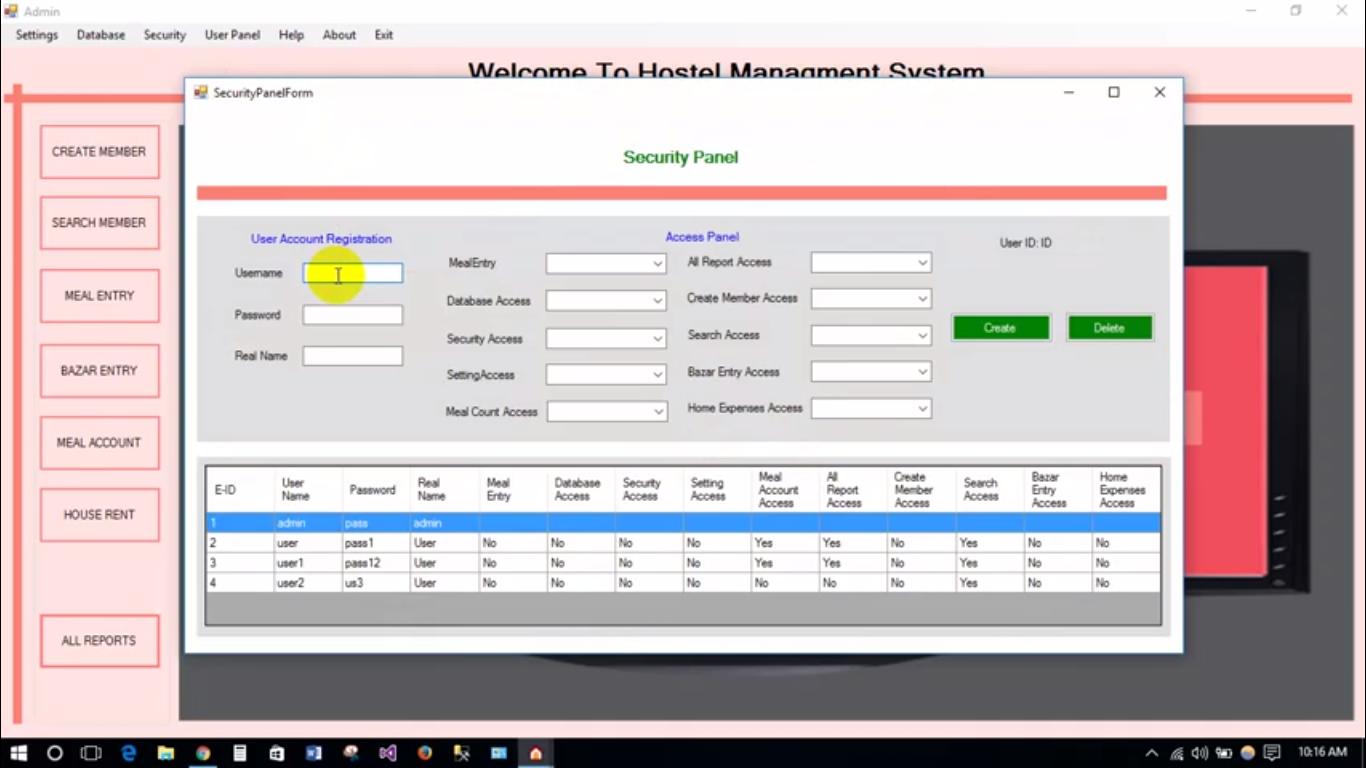 Admin
Settings Database Security User Panel Help About Exit
Welcome To Hostel Managment System
SecurityPanelForm
CREATE MEMBER
SEARCH MEMBER
MEAL ENTRY
BAZAR ENTRY
MEAL ACCOUNT
HOUSE RENT
ALL REPORTS
Security Panel
User Account Registration
Username
Password
Real Name
Access Panel
MealEntry
Database Access
Security Access
SettingAccess
Meal Count Access
All Report Access
Create Member Access
Search Access
Bazar Entry Access
Home Expenses Access
User ID: ID
Create Delete
E-ID User Name Password Real Name Meal Entry Database Access Security Access Setting Access Meal Account Access All Report Access Create Member Access Search Access Bazar Entry Access Home Expenses Access
1 admin pass admin
2 user pass1 User No No No No Yes Yes No Yes No No
3 user1 pass12 User No No No No Yes Yes No Yes No No
4 user2 us3 User No No No No No No No Yes No No
10:16 AM